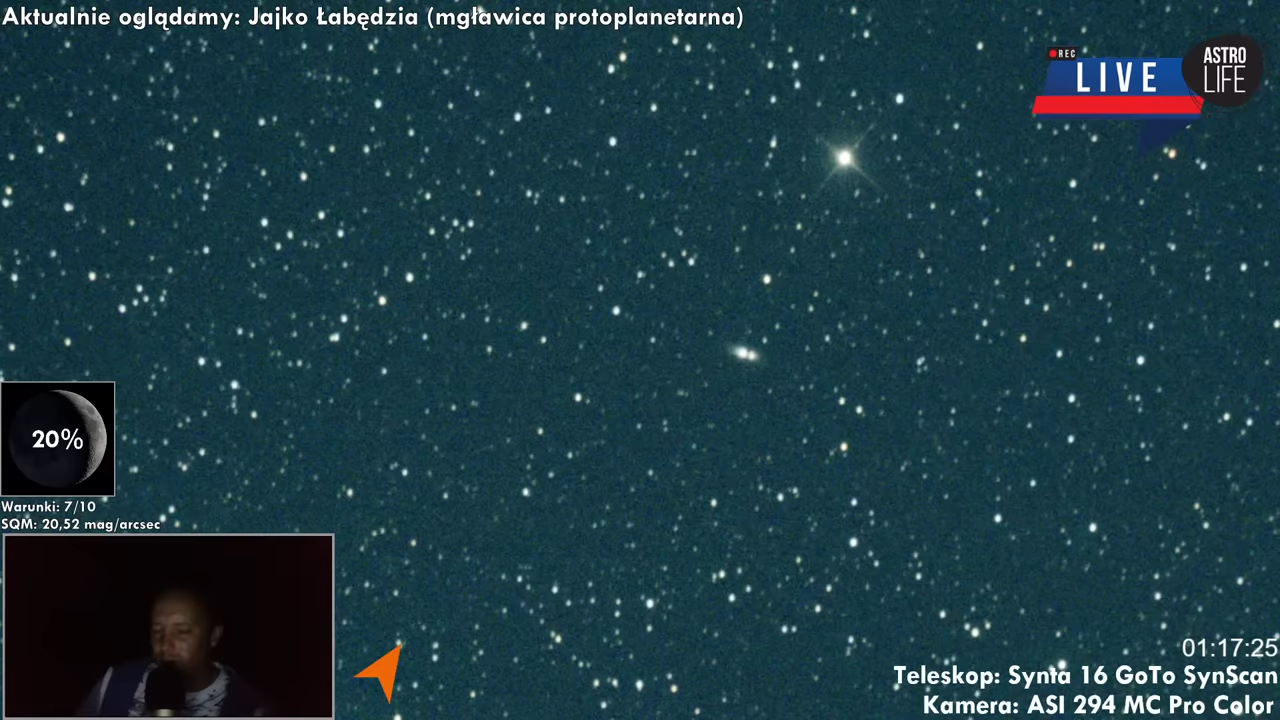 Aktualnie oglądamy: Jajko Łabędzia (mgławica protoplanetarna)
REC
LIVE
ASTRO
LIFE
20%
Warunki: 7/10
SQM: 20,52 mag/arcsec
01:17:25
Teleskop: Synta 16 GoTo SynScan
Kamera: ASI 294 MC Pro Color